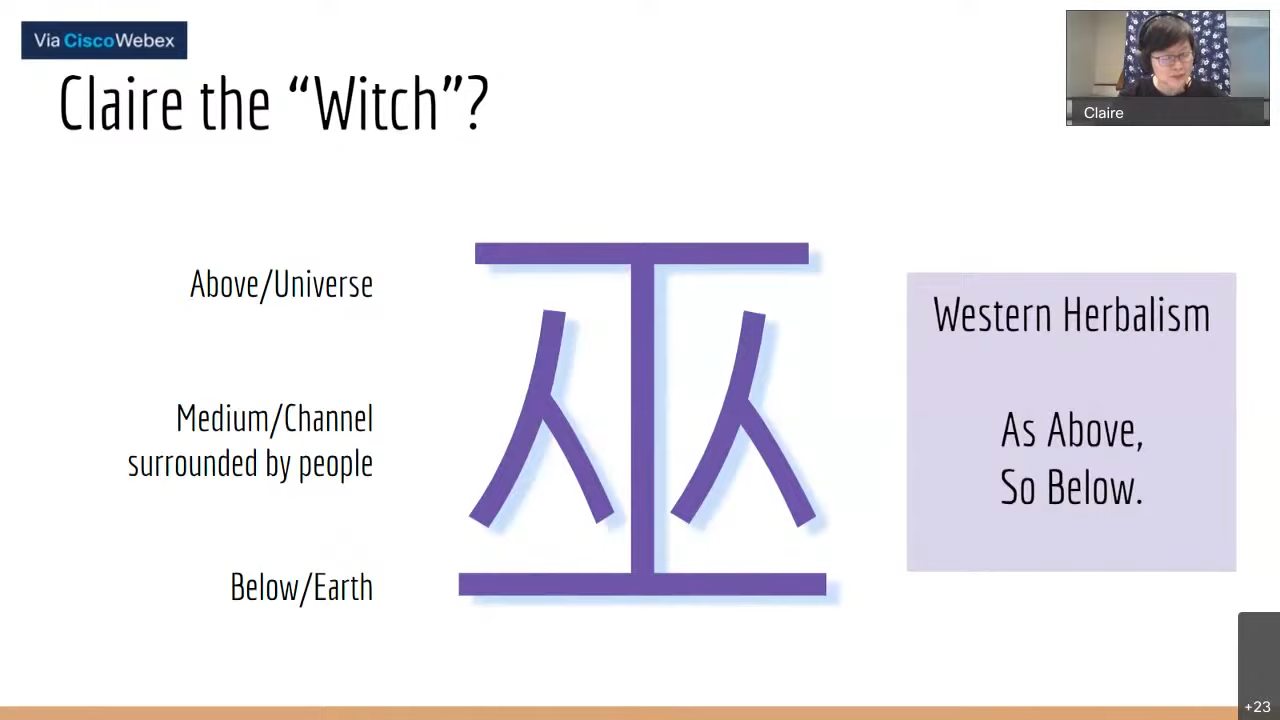 Via CiscoWebex
Claire the “Witch”?
Claire
Above/Universe
Medium/Channel
surrounded by people
Below/Earth
巫
Western Herbalism
As Above,
So Below.
+23